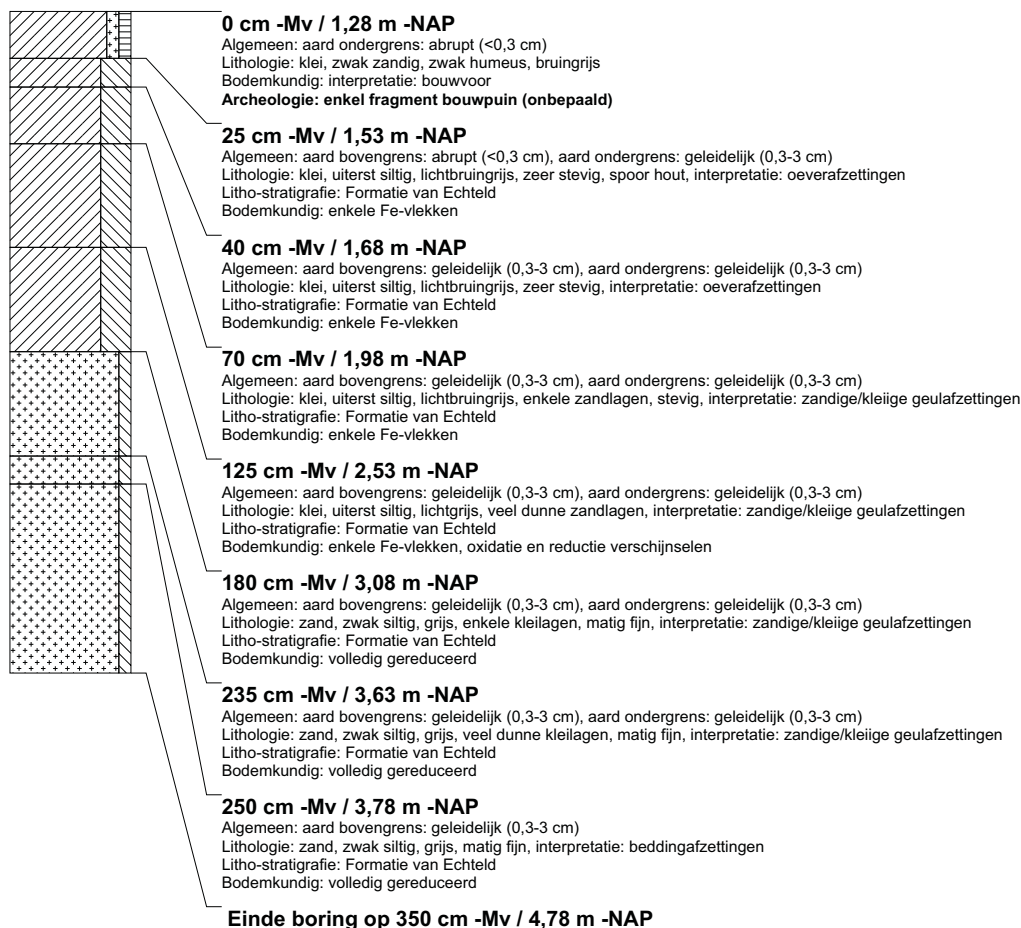 0 cm -Mv / 1,28 m -NAP
Algemeen: aard ondergrens: abrupt (<0,3 cm)
Lithologie: klei, zwak zandig, zwak humeus, bruingrijs
Bodemkundig: interpretatie: bouwvoor
Archeologie: enkel fragment bouwpuin (onbepaald)
25 cm -Mv / 1,53 m -NAP
Algemeen: aard bovengrens: abrupt (<0,3 cm), aard ondergrens: geleidelijk (0,3-3 cm)
Lithologie: klei, uiterst siltig, lichtbruingrijs, zeer stevig, spoor hout, interpretatie: oeverafzettingen
Litho-stratigrafie: Formatie van Echteld
Bodemkundig: enkele Fe-vlekken
40 cm -Mv / 1,68 m -NAP
Algemeen: aard bovengrens: geleidelijk (0,3-3 cm), aard ondergrens: geleidelijk (0,3-3 cm)
Lithologie: klei, uiterst siltig, lichtbruingrijs, zeer stevig, interpretatie: oeverafzettingen
Litho-stratigrafie: Formatie van Echteld
Bodemkundig: enkele Fe-vlekken
70 cm -Mv / 1,98 m -NAP
Algemeen: aard bovengrens: geleidelijk (0,3-3 cm), aard ondergrens: geleidelijk (0,3-3 cm)
Lithologie: klei, uiterst siltig, lichtbruingrijs, enkele zandlagen, stevig, interpretatie: zandige/kleiige geulafzettingen
Litho-stratigrafie: Formatie van Echteld
Bodemkundig: enkele Fe-vlekken
125 cm -Mv / 2,53 m -NAP
Algemeen: aard bovengrens: geleidelijk (0,3-3 cm), aard ondergrens: geleidelijk (0,3-3 cm)
Lithologie: klei, uiterst siltig, lichtgrijs, veel dunne zandlagen, interpretatie: zandige/kleiige geulafzettingen
Litho-stratigrafie: Formatie van Echteld
Bodemkundig: enkele Fe-vlekken, oxidatie en reductie verschijnselen
180 cm -Mv / 3,08 m -NAP
Algemeen: aard bovengrens: geleidelijk (0,3-3 cm), aard ondergrens: geleidelijk (0,3-3 cm)
Lithologie: zand, zwak siltig, grijs, enkele kleilagen, matig fijn, interpretatie: zandige/kleiige geulafzettingen
Litho-stratigrafie: Formatie van Echteld
Bodemkundig: volledig gereduceerd
235 cm -Mv / 3,63 m -NAP
Algemeen: aard bovengrens: geleidelijk (0,3-3 cm), aard ondergrens: geleidelijk (0,3-3 cm)
Lithologie: zand, zwak siltig, grijs, veel dunne kleilagen, matig fijn, interpretatie: zandige/kleiige geulafzettingen
Litho-stratigrafie: Formatie van Echteld
Bodemkundig: volledig gereduceerd
250 cm -Mv / 3,78 m -NAP
Algemeen: aard bovengrens: geleidelijk (0,3-3 cm)
Lithologie: zand, zwak siltig, grijs, matig fijn, interpretatie: beddingafzettingen
Litho-stratigrafie: Formatie van Echteld
Bodemkundig: volledig gereduceerd
Einde boring op 350 cm -Mv / 4,78 m -NAP